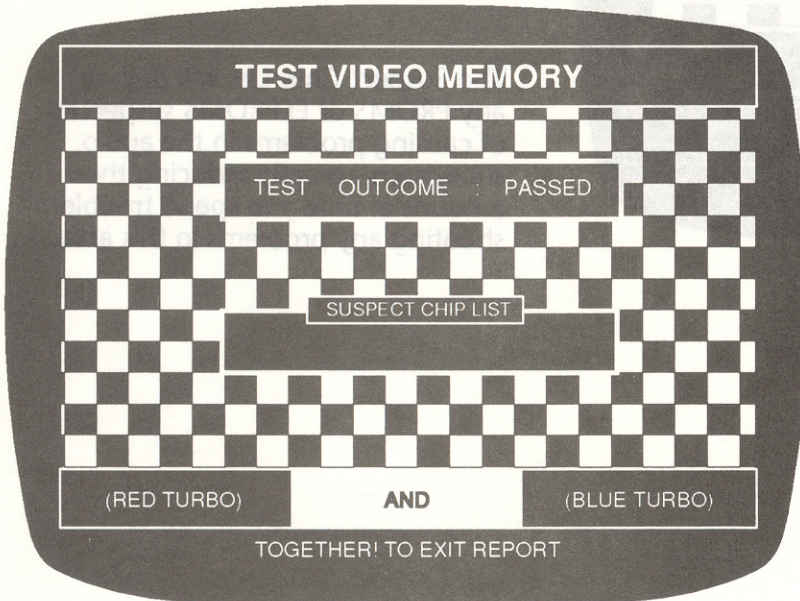 TEST VIDEO MEMORY
TEST OUTCOME : PASSED
SUSPECT CHIP LIST
(RED TURBO) AND (BLUE TURBO)
TOGETHER! TO EXIT REPORT